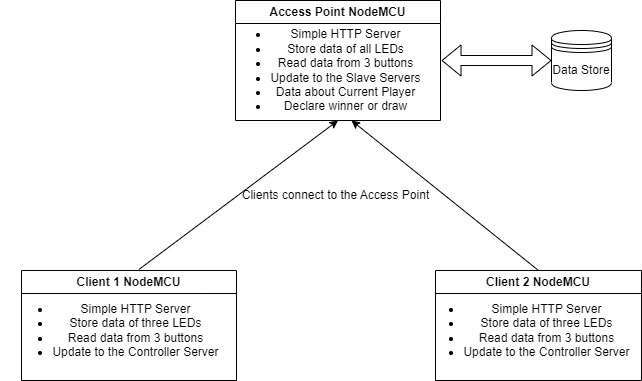 Access Point NodeMCU
• Simple HTTP Server
• Store data of all LEDs
• Read data from 3 buttons
• Update to the Slave Servers
• Data about Current Player
• Declare winner or draw
Data Store
Clients connect to the Access Point
Client 1 NodeMCU
• Simple HTTP Server
• Store data of three LEDs
• Read data from 3 buttons
• Update to the Controller Server
Client 2 NodeMCU
• Simple HTTP Server
• Store data of three LEDs
• Read data from 3 buttons
• Update to the Controller Server